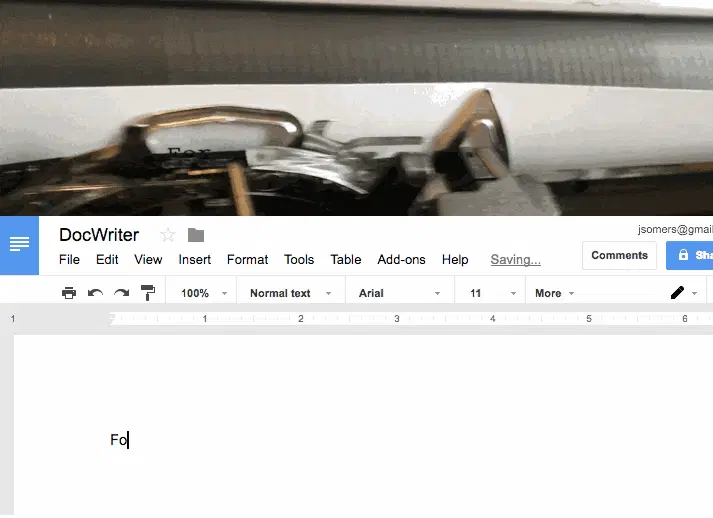 For
DocWriter
jsomers@gmail
File Edit View Insert Format Tools Table Add-ons Help Saving...
Comments
Sha
100% Normal text Arial 11 More
1 1 2 3 4 5 6
Fo